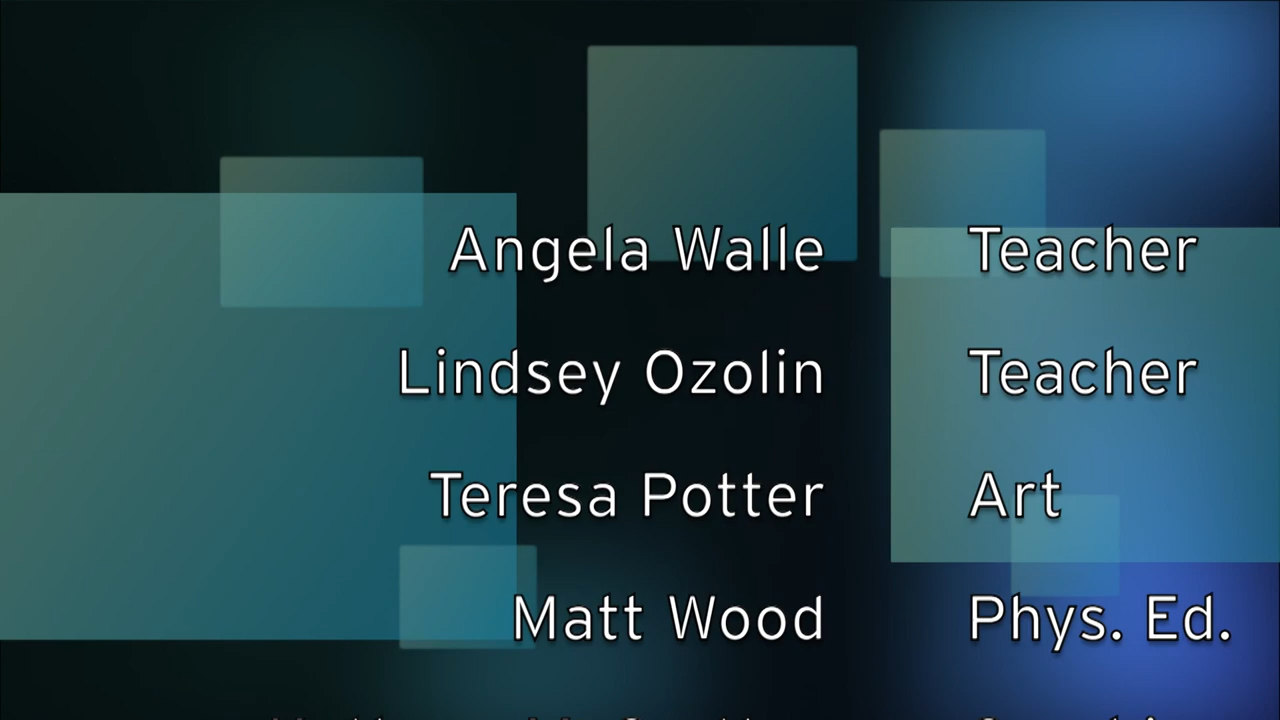 Angela Walle Teacher
Lindsey Ozolin Teacher
Teresa Potter Art
Matt Wood Phys. Ed.